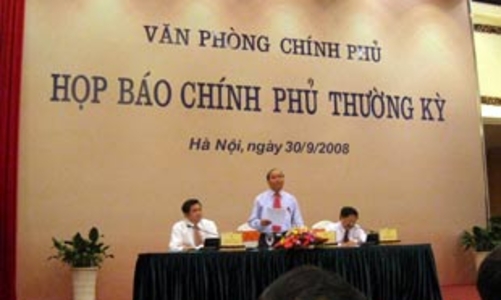 VĂN PHÒNG CHÍNH PHỦ
HỌP BÁO CHÍNH PHỦ THƯỜNG KỲ
Hà Nội, ngày 30/9/2008